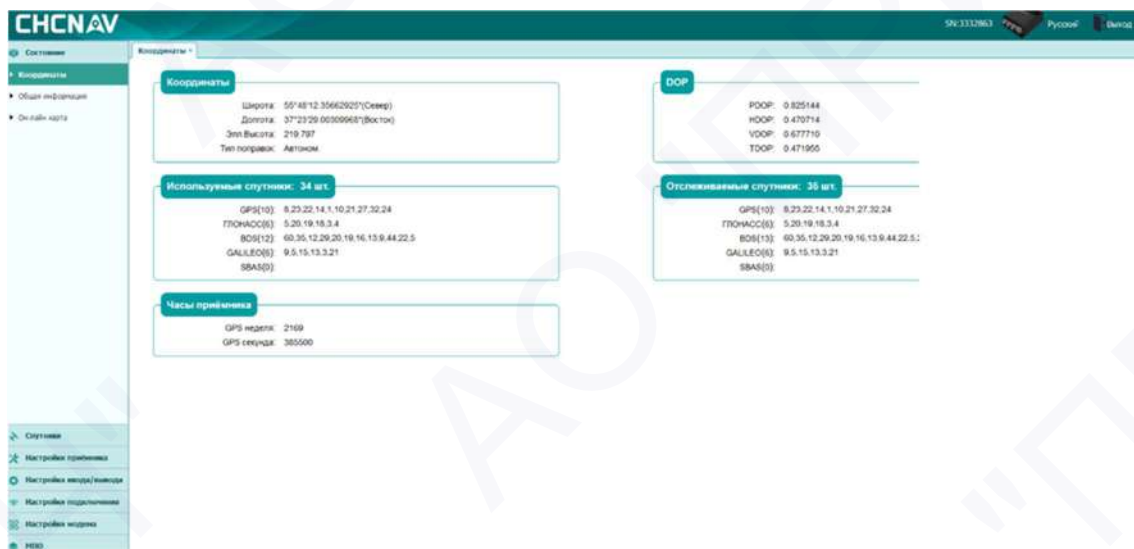 CHCNAV
SN:3332863 Русский Выход
Состояние
Координаты
Общая информация
Он-лайн карта
Координаты ×
Координаты
Широта: 55°48'12.35662925"(Север)
Долгота: 37°23'29.00309968"(Восток)
Элл.Высота: 219.797
Тип поправок: Автоном
DOP
PDOP: 0.825144
HDOP: 0.470714
VDOP: 0.677710
TDOP: 0.471955
Используемые спутники: 34 шт.
GPS(10): 8,23,22,14,1,10,21,27,32,24
ГЛОНАСС(6): 5,20,19,18,3,4
BDS(12): 60,35,12,29,20,19,16,13,9,44,22,5
GALILEO(6): 9,5,15,13,3,21
SBAS(0):
Отслеживаемые спутники: 35 шт.
GPS(10): 8,23,22,14,1,10,21,27,32,24
ГЛОНАСС(6): 5,20,19,18,3,4
BDS(13): 60,35,12,29,20,19,16,13,9,44,22,5,
GALILEO(6): 9,5,15,13,3,21
SBAS(0):
Часы приёмника
GPS неделя: 2169
GPS секунда: 385500
Спутники
Настройки приёмника
Настройки ввода/вывода
Настройки подключения
Настройки модема
АО "ПР